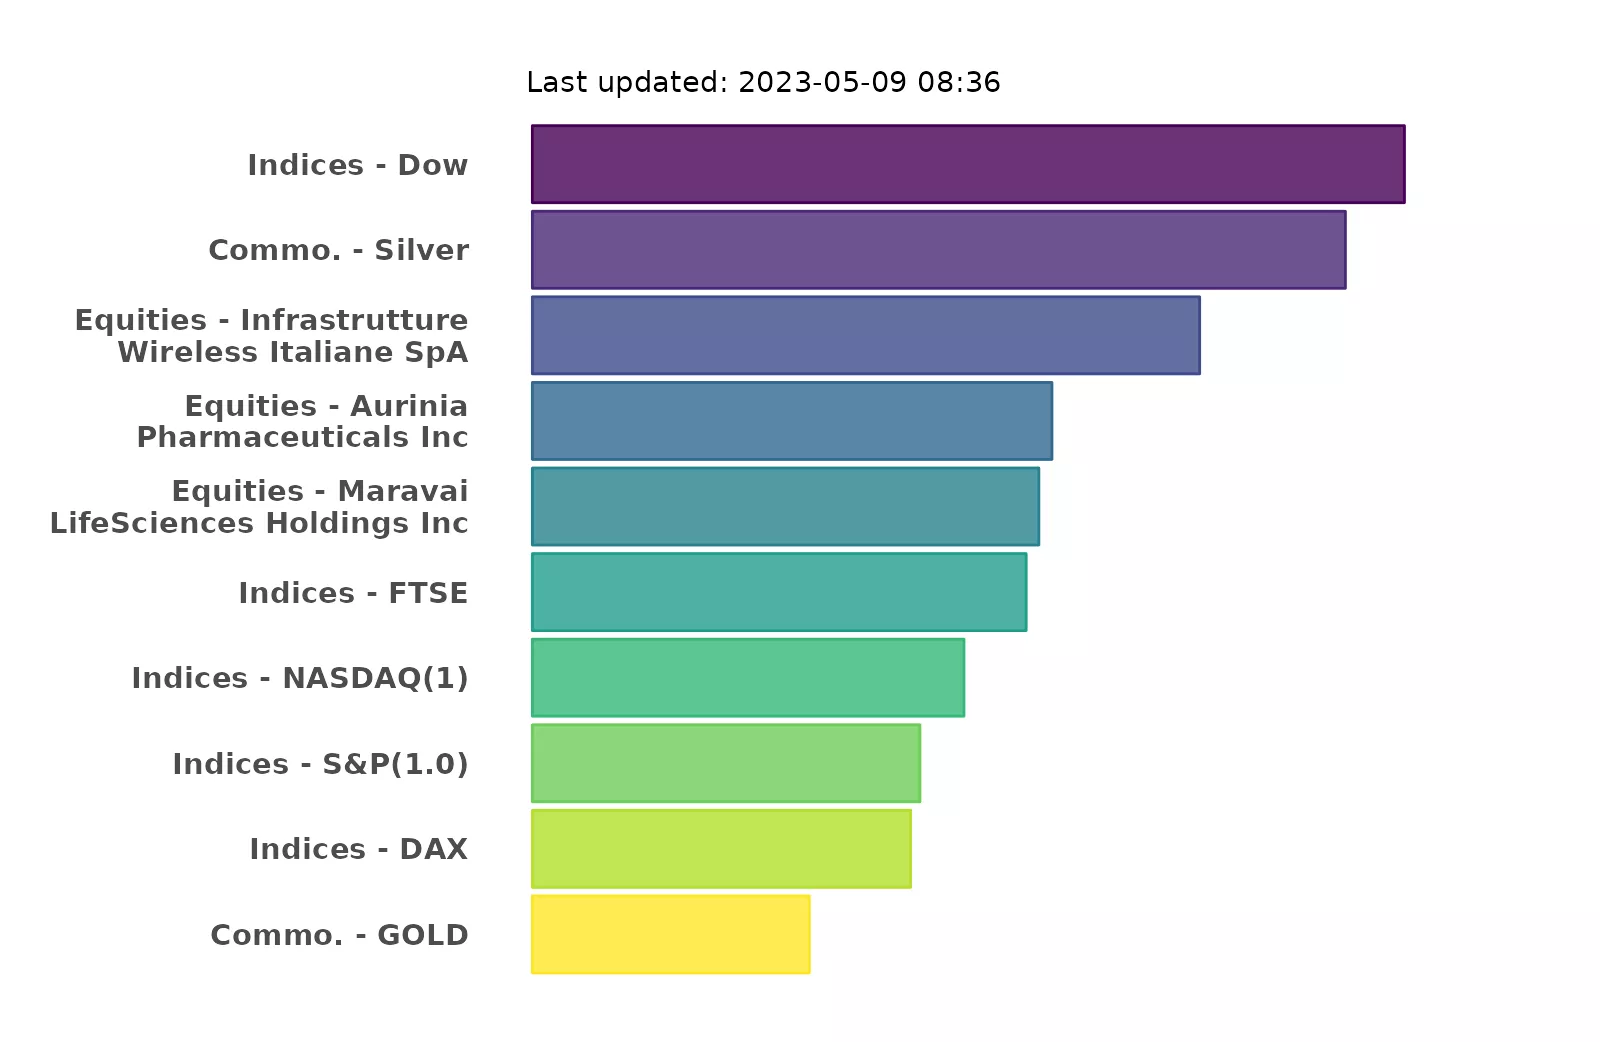 Last updated: 2023-05-09 08:36
Indices - Dow
Commo. - Silver
Equities - Infrastrutture
Wireless Italiane SpA
Equities - Aurinia
Pharmaceuticals Inc
Equities - Maravai
LifeSciences Holdings Inc
Indices - FTSE
Indices - NASDAQ(1)
Indices - S&P(1.0)
Indices - DAX
Commo. - GOLD